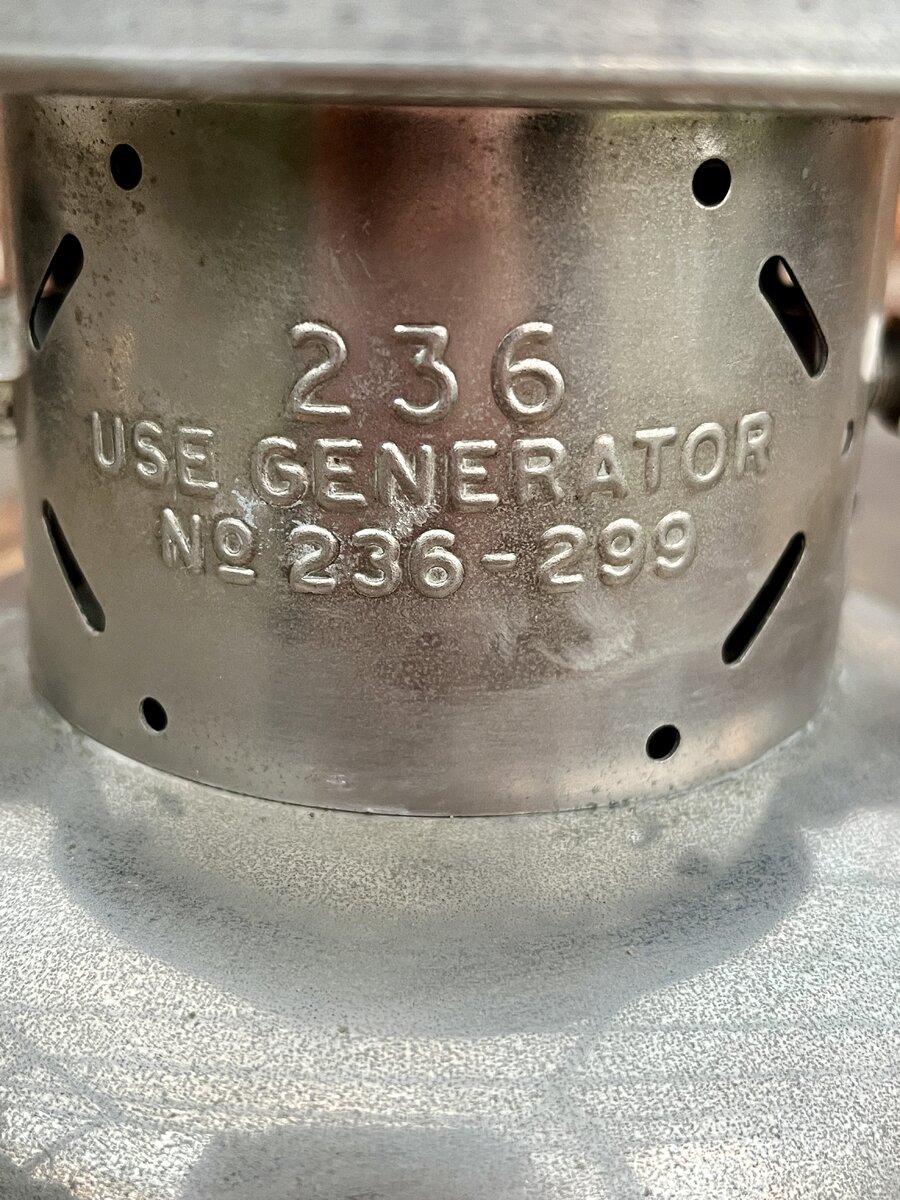 236
USE GENERATOR
Nº 236-299